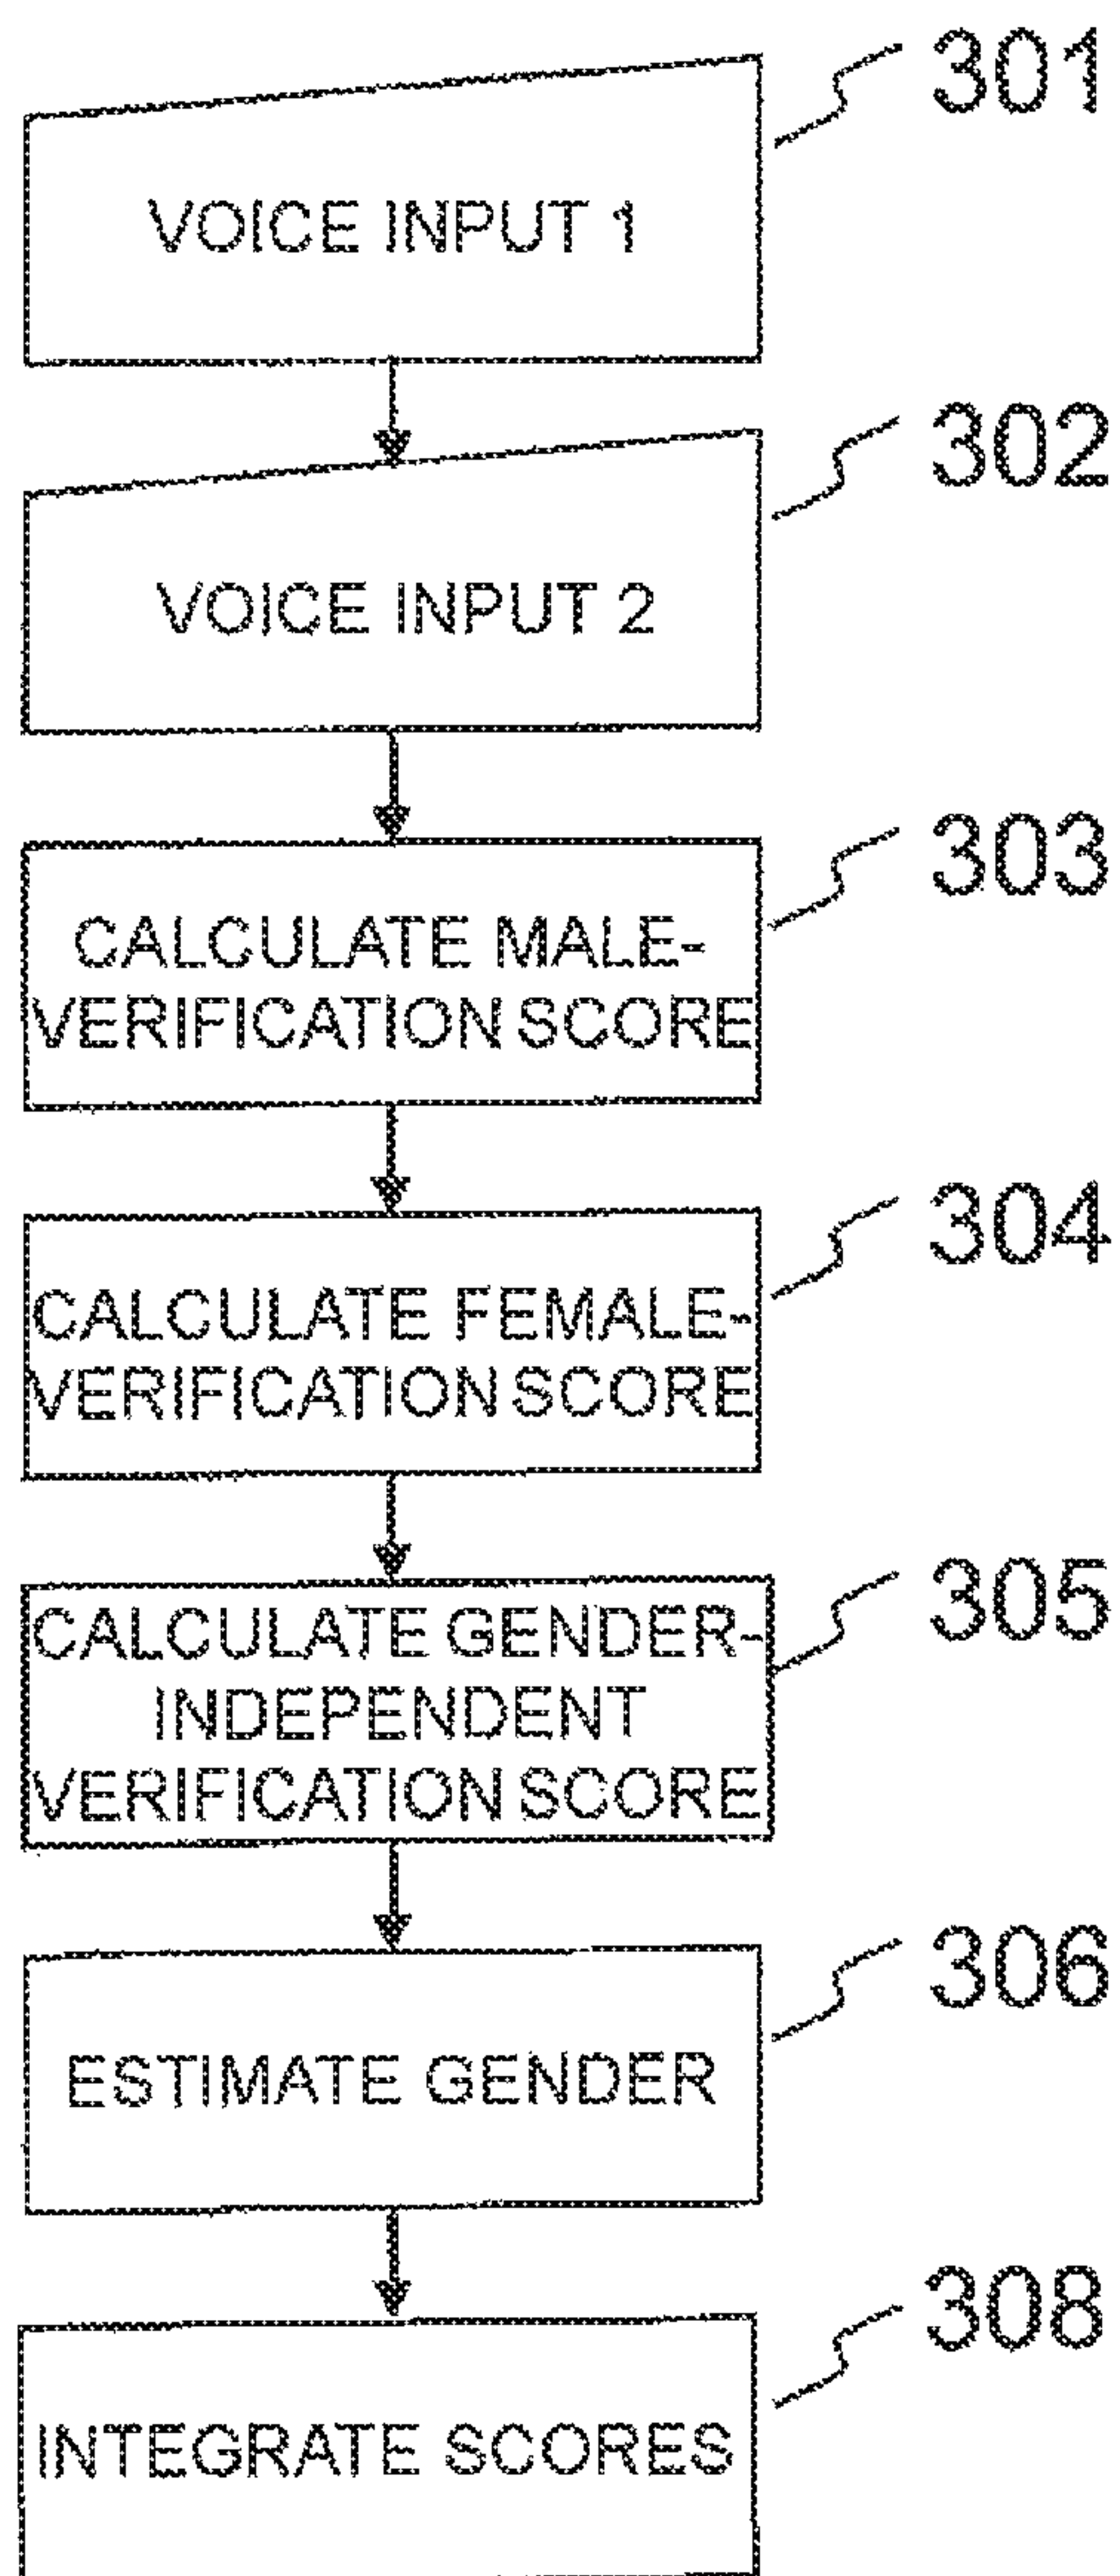 301
VOICE INPUT 1
302
VOICE INPUT 2
303
CALCULATE MALE-
VERIFICATION SCORE
304
CALCULATE FEMALE-
VERIFICATION SCORE
305
CALCULATE GENDER-
INDEPENDENT
VERIFICATION SCORE
306
ESTIMATE GENDER
308
INTEGRATE SCORES